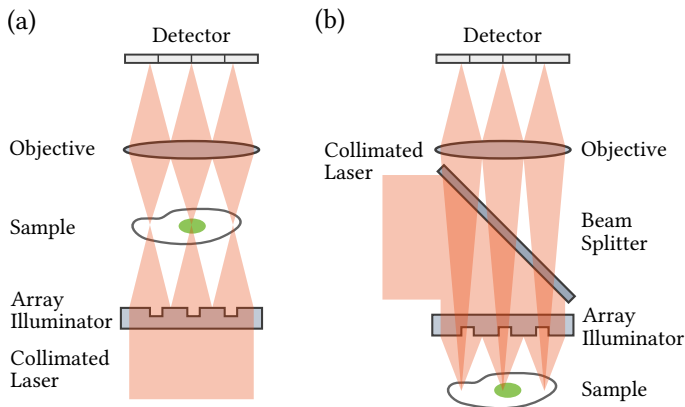 (a)
Detector
Objective
Sample
Array
Illuminator
Collimated
Laser
(b)
Detector
Collimated
Laser
Objective
Beam
Splitter
Array
Illuminator
Sample